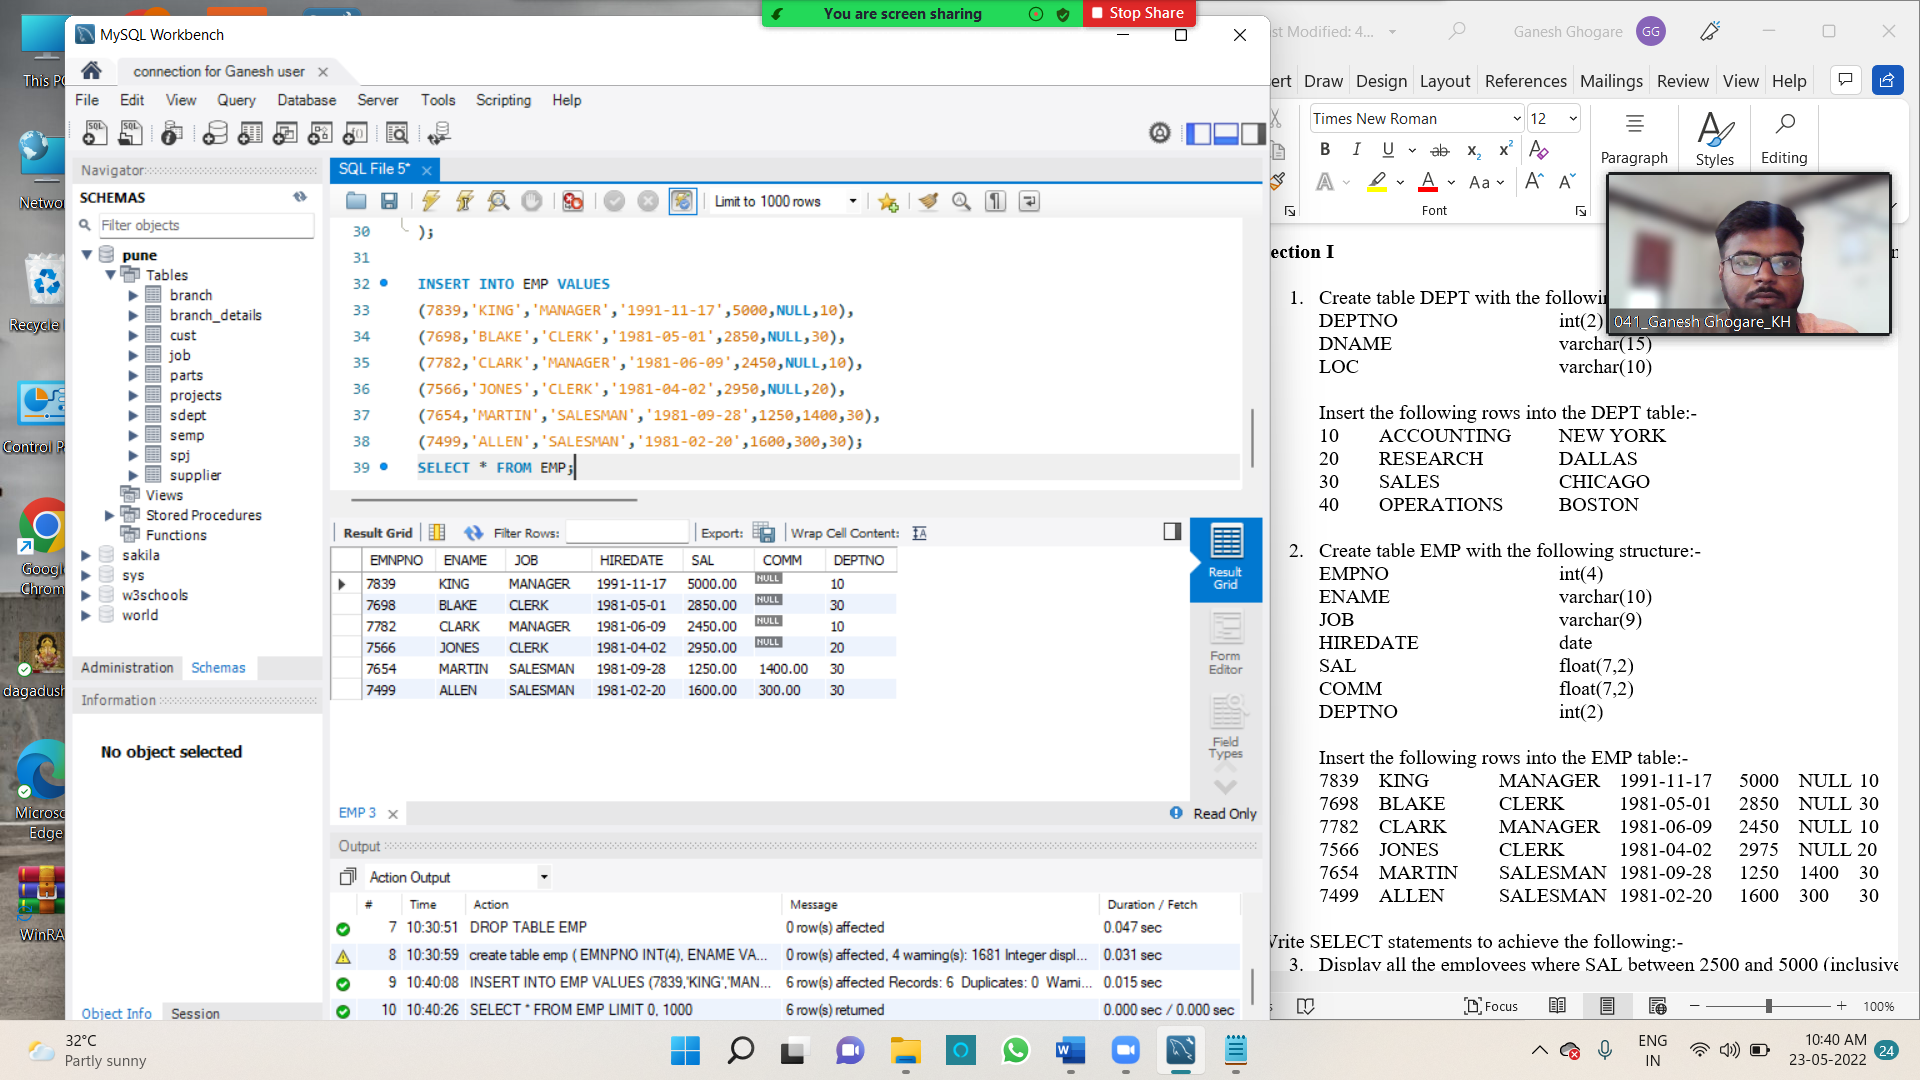 You are screen sharing
Stop Share
This PC
Networ
Recycle
Control P
Googl
Chrom
dagadush
Micros
Edge
WinRA
MySQL Workbench
connection for Ganesh user
File Edit View Query Database Server Tools Scripting Help
Navigator
SCHEMAS
Filter objects
pune
Tables
branch
branch_details
cust
job
parts
projects
sdept
semp
spj
supplier
Views
Stored Procedures
Functions
sakila
sys
w3schools
world
Administration Schemas
Information
No object selected
Object Info Session
SQL File 5*
Limit to 1000 rows
30 );
31
32 INSERT INTO EMP VALUES
33 (7839,'KING','MANAGER','1991-11-17',5000,NULL,10),
34 (7698,'BLAKE','CLERK','1981-05-01',2850,NULL,30),
35 (7782,'CLARK','MANAGER','1981-06-09',2450,NULL,10),
36 (7566,'JONES','CLERK','1981-04-02',2950,NULL,20),
37 (7654,'MARTIN','SALESMAN','1981-09-28',1250,1400,30),
38 (7499,'ALLEN','SALESMAN','1981-02-20',1600,300,30);
39 SELECT * FROM EMP;
Result Grid Filter Rows: Export: Wrap Cell Content:
EMNPNO ENAME JOB HIREDATE SAL COMM DEPTNO
7839 KING MANAGER 1991-11-17 5000.00 NULL 10
7698 BLAKE CLERK 1981-05-01 2850.00 NULL 30
7782 CLARK MANAGER 1981-06-09 2450.00 NULL 10
7566 JONES CLERK 1981-04-02 2950.00 NULL 20
7654 MARTIN SALESMAN 1981-09-28 1250.00 1400.00 30
7499 ALLEN SALESMAN 1981-02-20 1600.00 300.00 30
Result
Grid
Form
Editor
Field
Types
EMP 3
Read Only
Output
Action Output
# Time Action Message Duration / Fetch
7 10:30:51 DROP TABLE EMP 0 row(s) affected 0.047 sec
8 10:30:59 create table emp ( EMNPNO INT(4), ENAME VA... 0 row(s) affected, 4 warning(s): 1681 Integer displ... 0.031 sec
9 10:40:08 INSERT INTO EMP VALUES (7839,'KING','MAN... 6 row(s) affected Records: 6 Duplicates: 0 Warni... 0.015 sec
10 10:40:26 SELECT * FROM EMP LIMIT 0, 1000 6 row(s) returned 0.000 sec / 0.000 sec
st Modified: 4... Ganesh Ghogare GG
ert Draw Design Layout References Mailings Review View Help
Times New Roman 12
Paragraph Styles Editing
Font
041_Ganesh Ghogare_KH
ection I
1. Create table DEPT with the followin
DEPTNO int(2)
DNAME varchar(15)
LOC varchar(10)
Insert the following rows into the DEPT table:-
10 ACCOUNTING NEW YORK
20 RESEARCH DALLAS
30 SALES CHICAGO
40 OPERATIONS BOSTON
2. Create table EMP with the following structure:-
EMPNO int(4)
ENAME varchar(10)
JOB varchar(9)
HIREDATE date
SAL float(7,2)
COMM float(7,2)
DEPTNO int(2)
Insert the following rows into the EMP table:-
7839 KING MANAGER 1991-11-17 5000 NULL 10
7698 BLAKE CLERK 1981-05-01 2850 NULL 30
7782 CLARK MANAGER 1981-06-09 2450 NULL 10
7566 JONES CLERK 1981-04-02 2975 NULL 20
7654 MARTIN SALESMAN 1981-09-28 1250 1400 30
7499 ALLEN SALESMAN 1981-02-20 1600 300 30
Write SELECT statements to achieve the following:-
3. Display all the employees where SAL between 2500 and 5000 (inclusive
Focus 100%
32°C
Partly sunny
ENG
IN
10:40 AM
23-05-2022
24